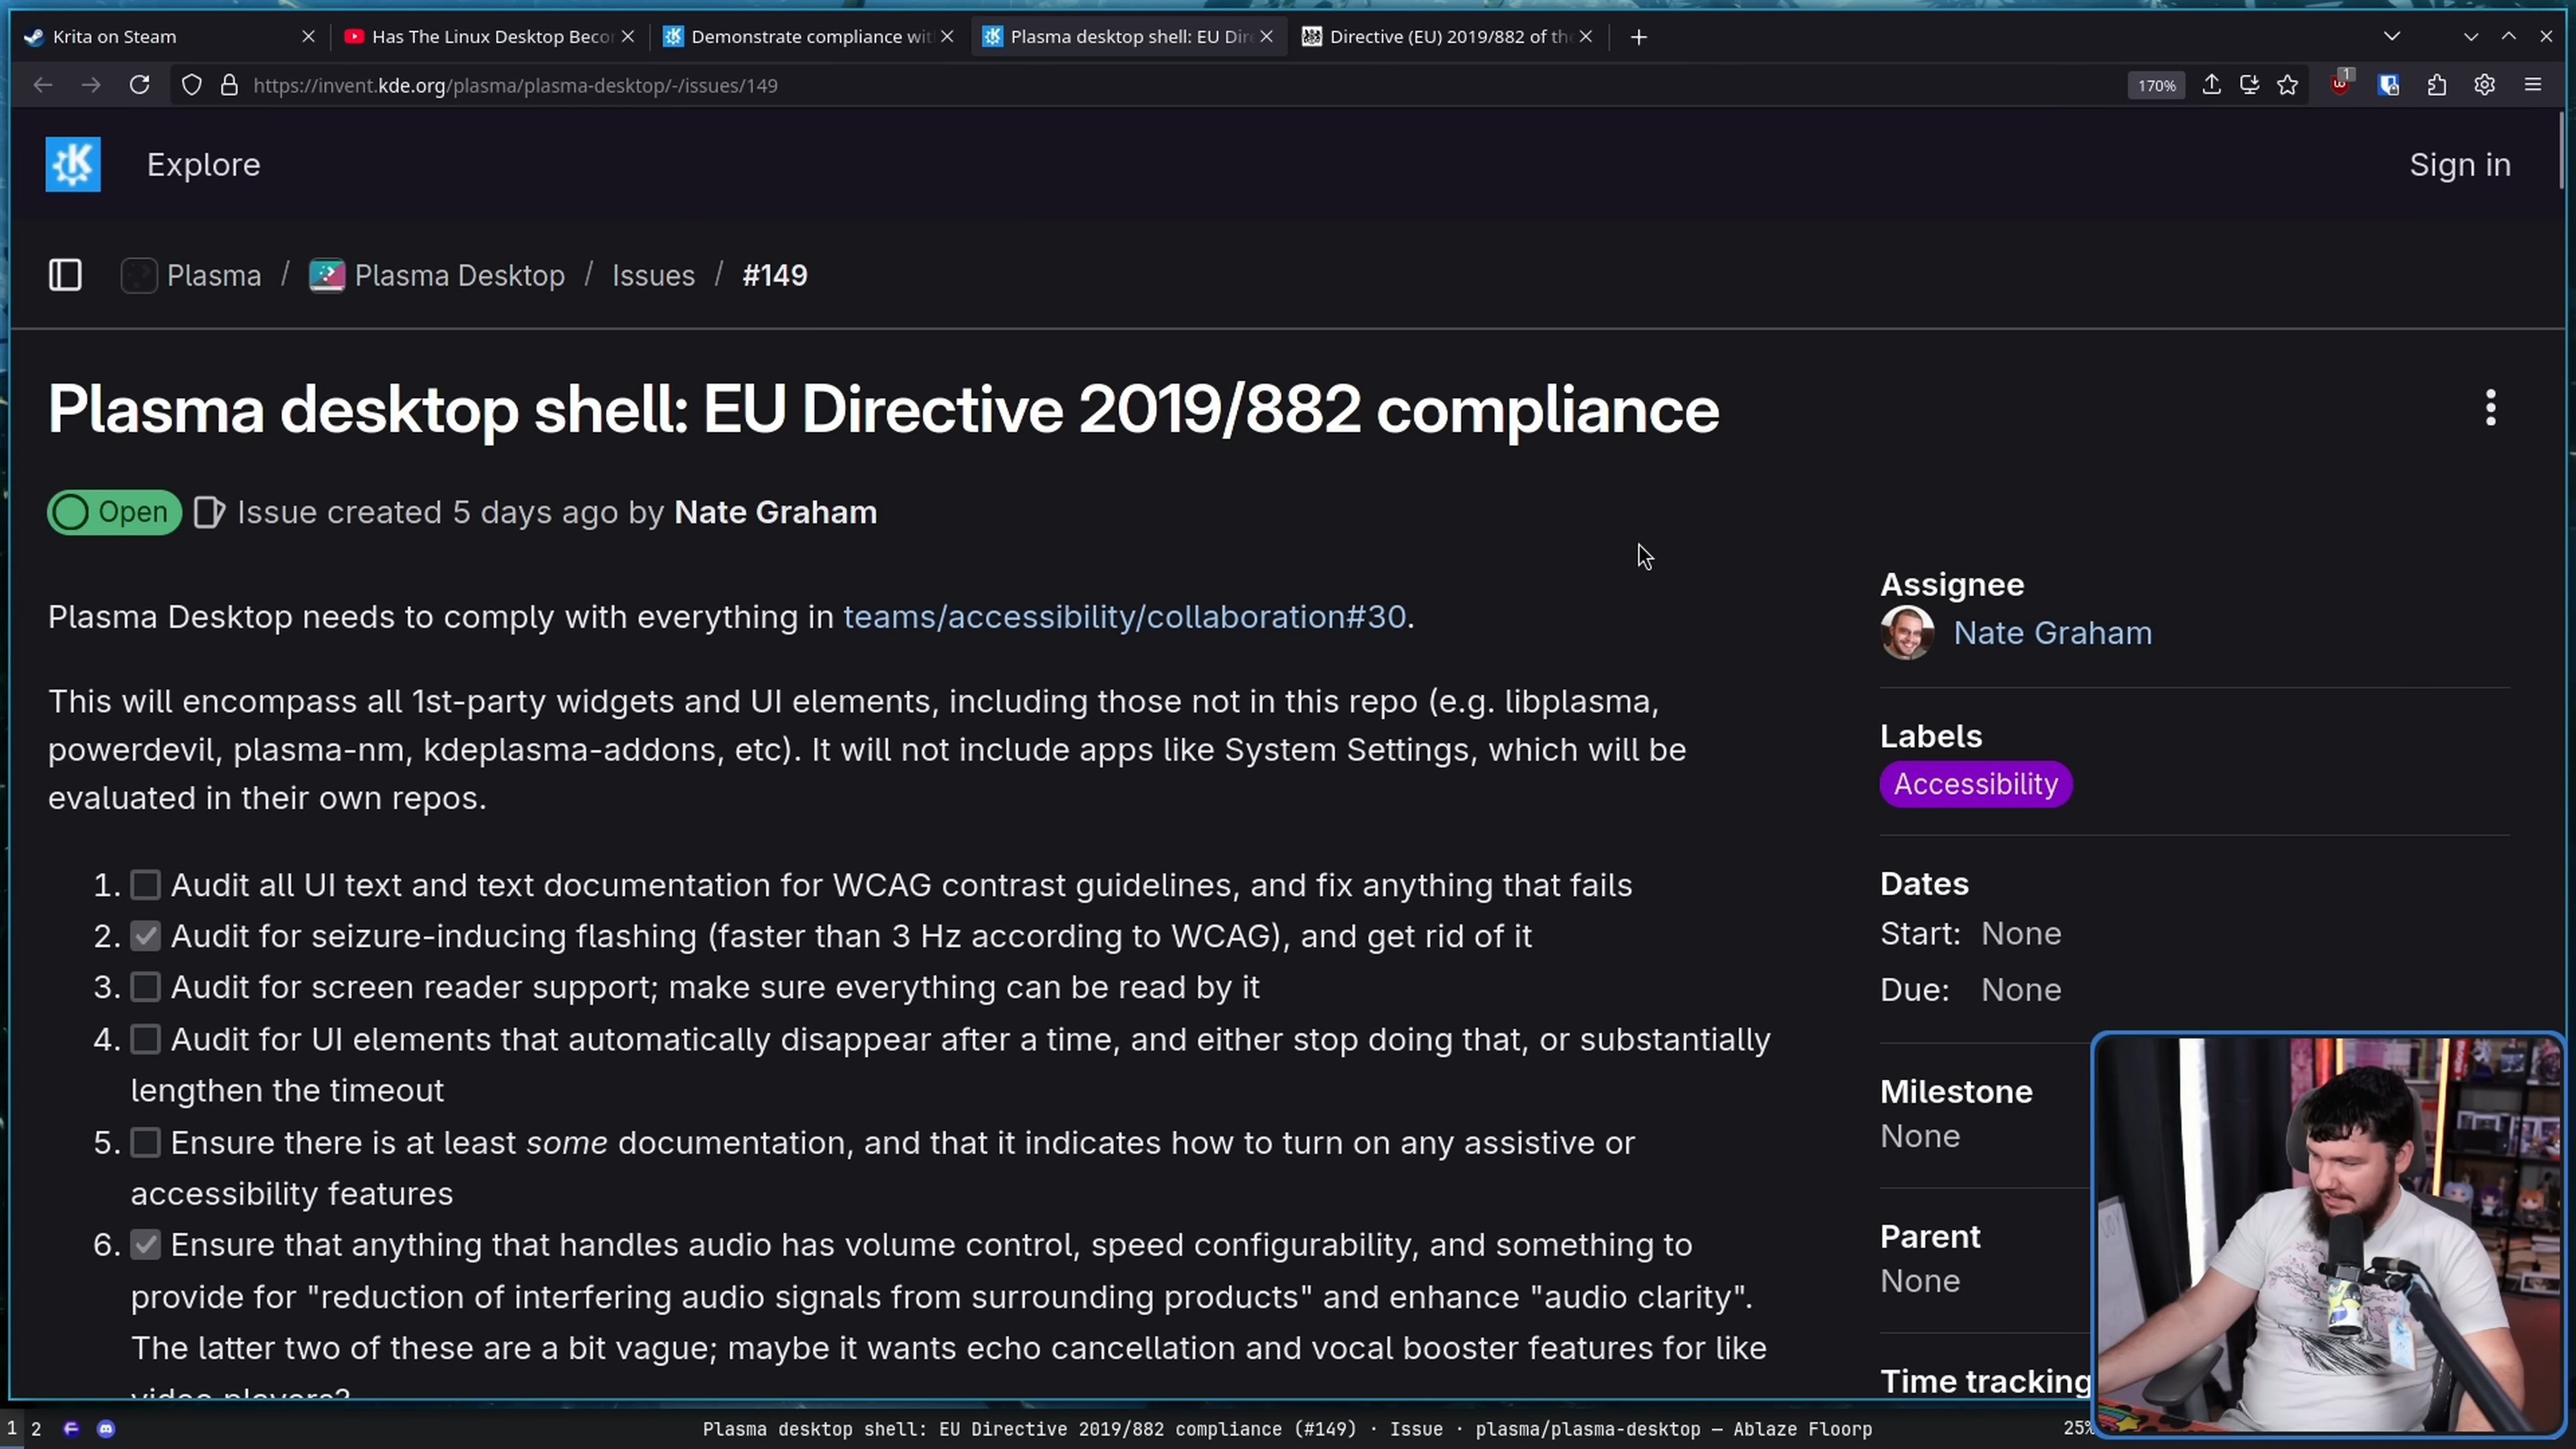 Krita on Steam
Has The Linux Desktop Beco
Demonstrate compliance wit
Plasma desktop shell: EU Dir
Directive (EU) 2019/882 of th
https://invent.kde.org/plasma/plasma-desktop/-/issues/149
170%
1
Explore
Sign in
Plasma / Plasma Desktop / Issues / #149
Plasma desktop shell: EU Directive 2019/882 compliance
Open Issue created 5 days ago by Nate Graham
Plasma Desktop needs to comply with everything in teams/accessibility/collaboration#30.
This will encompass all 1st-party widgets and UI elements, including those not in this repo (e.g. libplasma,
powerdevil, plasma-nm, kdeplasma-addons, etc). It will not include apps like System Settings, which will be
evaluated in their own repos.
1. Audit all UI text and text documentation for WCAG contrast guidelines, and fix anything that fails
2. Audit for seizure-inducing flashing (faster than 3 Hz according to WCAG), and get rid of it
3. Audit for screen reader support; make sure everything can be read by it
4. Audit for UI elements that automatically disappear after a time, and either stop doing that, or substantially
lengthen the timeout
5. Ensure there is at least some documentation, and that it indicates how to turn on any assistive or
accessibility features
6. Ensure that anything that handles audio has volume control, speed configurability, and something to
provide for "reduction of interfering audio signals from surrounding products" and enhance "audio clarity".
The latter two of these are a bit vague; maybe it wants echo cancellation and vocal booster features for like
video players?
Assignee
Nate Graham
Labels
Accessibility
Dates
Start: None
Due: None
Milestone
None
Parent
None
Time tracking
1 2
Plasma desktop shell: EU Directive 2019/882 compliance (#149) · Issue · plasma/plasma-desktop — Ablaze Floorp
25%